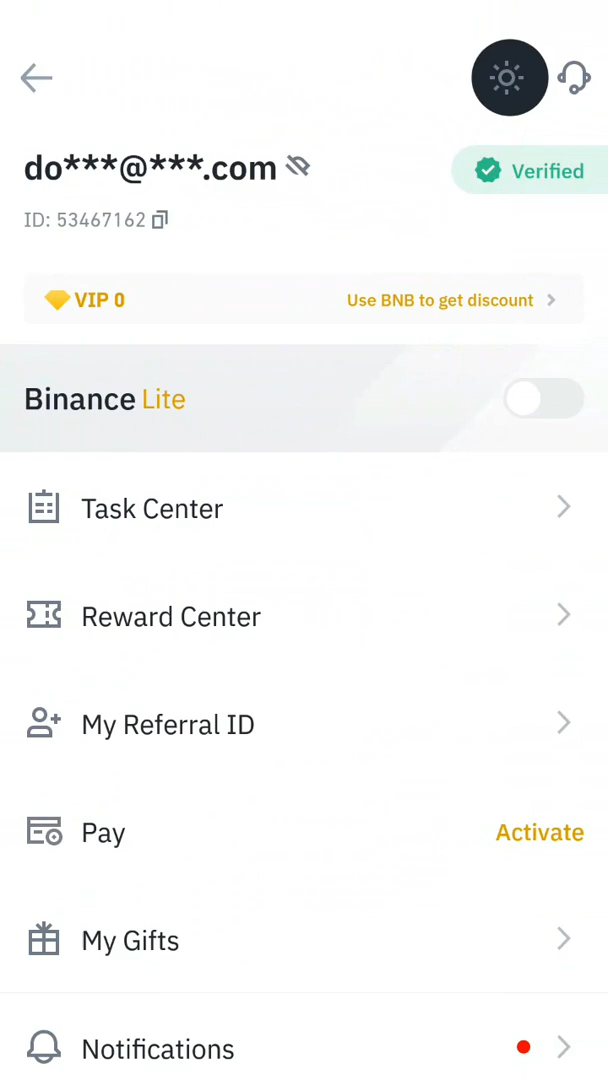 do***@***.com
Verified
ID: 53467162
VIP 0
Use BNB to get discount
Binance Lite
Task Center
Reward Center
My Referral ID
Pay
Activate
My Gifts
Notifications